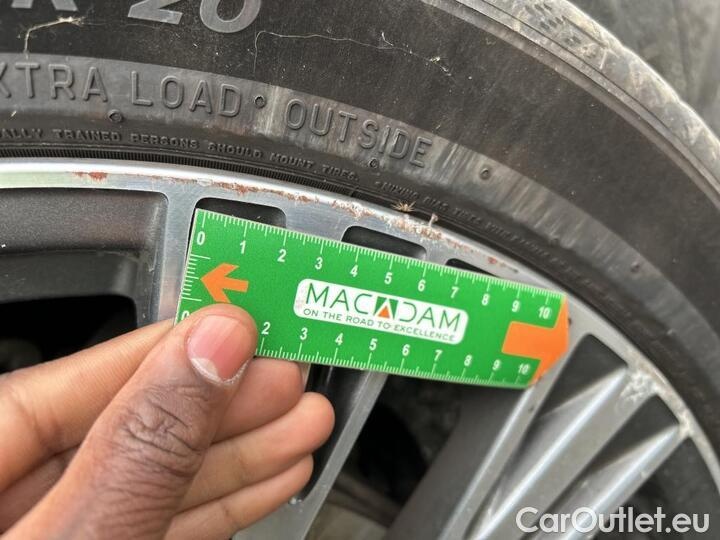 R 20
XTRA LOAD · OUTSIDE
ALLY TRAINED PERSONS SHOULD MOUNT TIRES.
0 1 2 3 4 5 6 7 8 9 10
MACADAM
ON THE ROAD TO EXCELLENCE
0 2 3 4 5 6 7 8 9 10
CarOutlet.eu